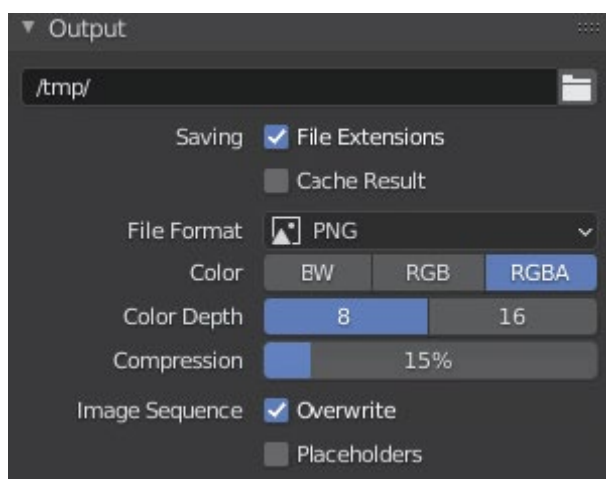 Output
/tmp/
Saving File Extensions
Cache Result
File Format PNG
Color BW RGB RGBA
Color Depth 8 16
Compression 15%
Image Sequence Overwrite
Placeholders